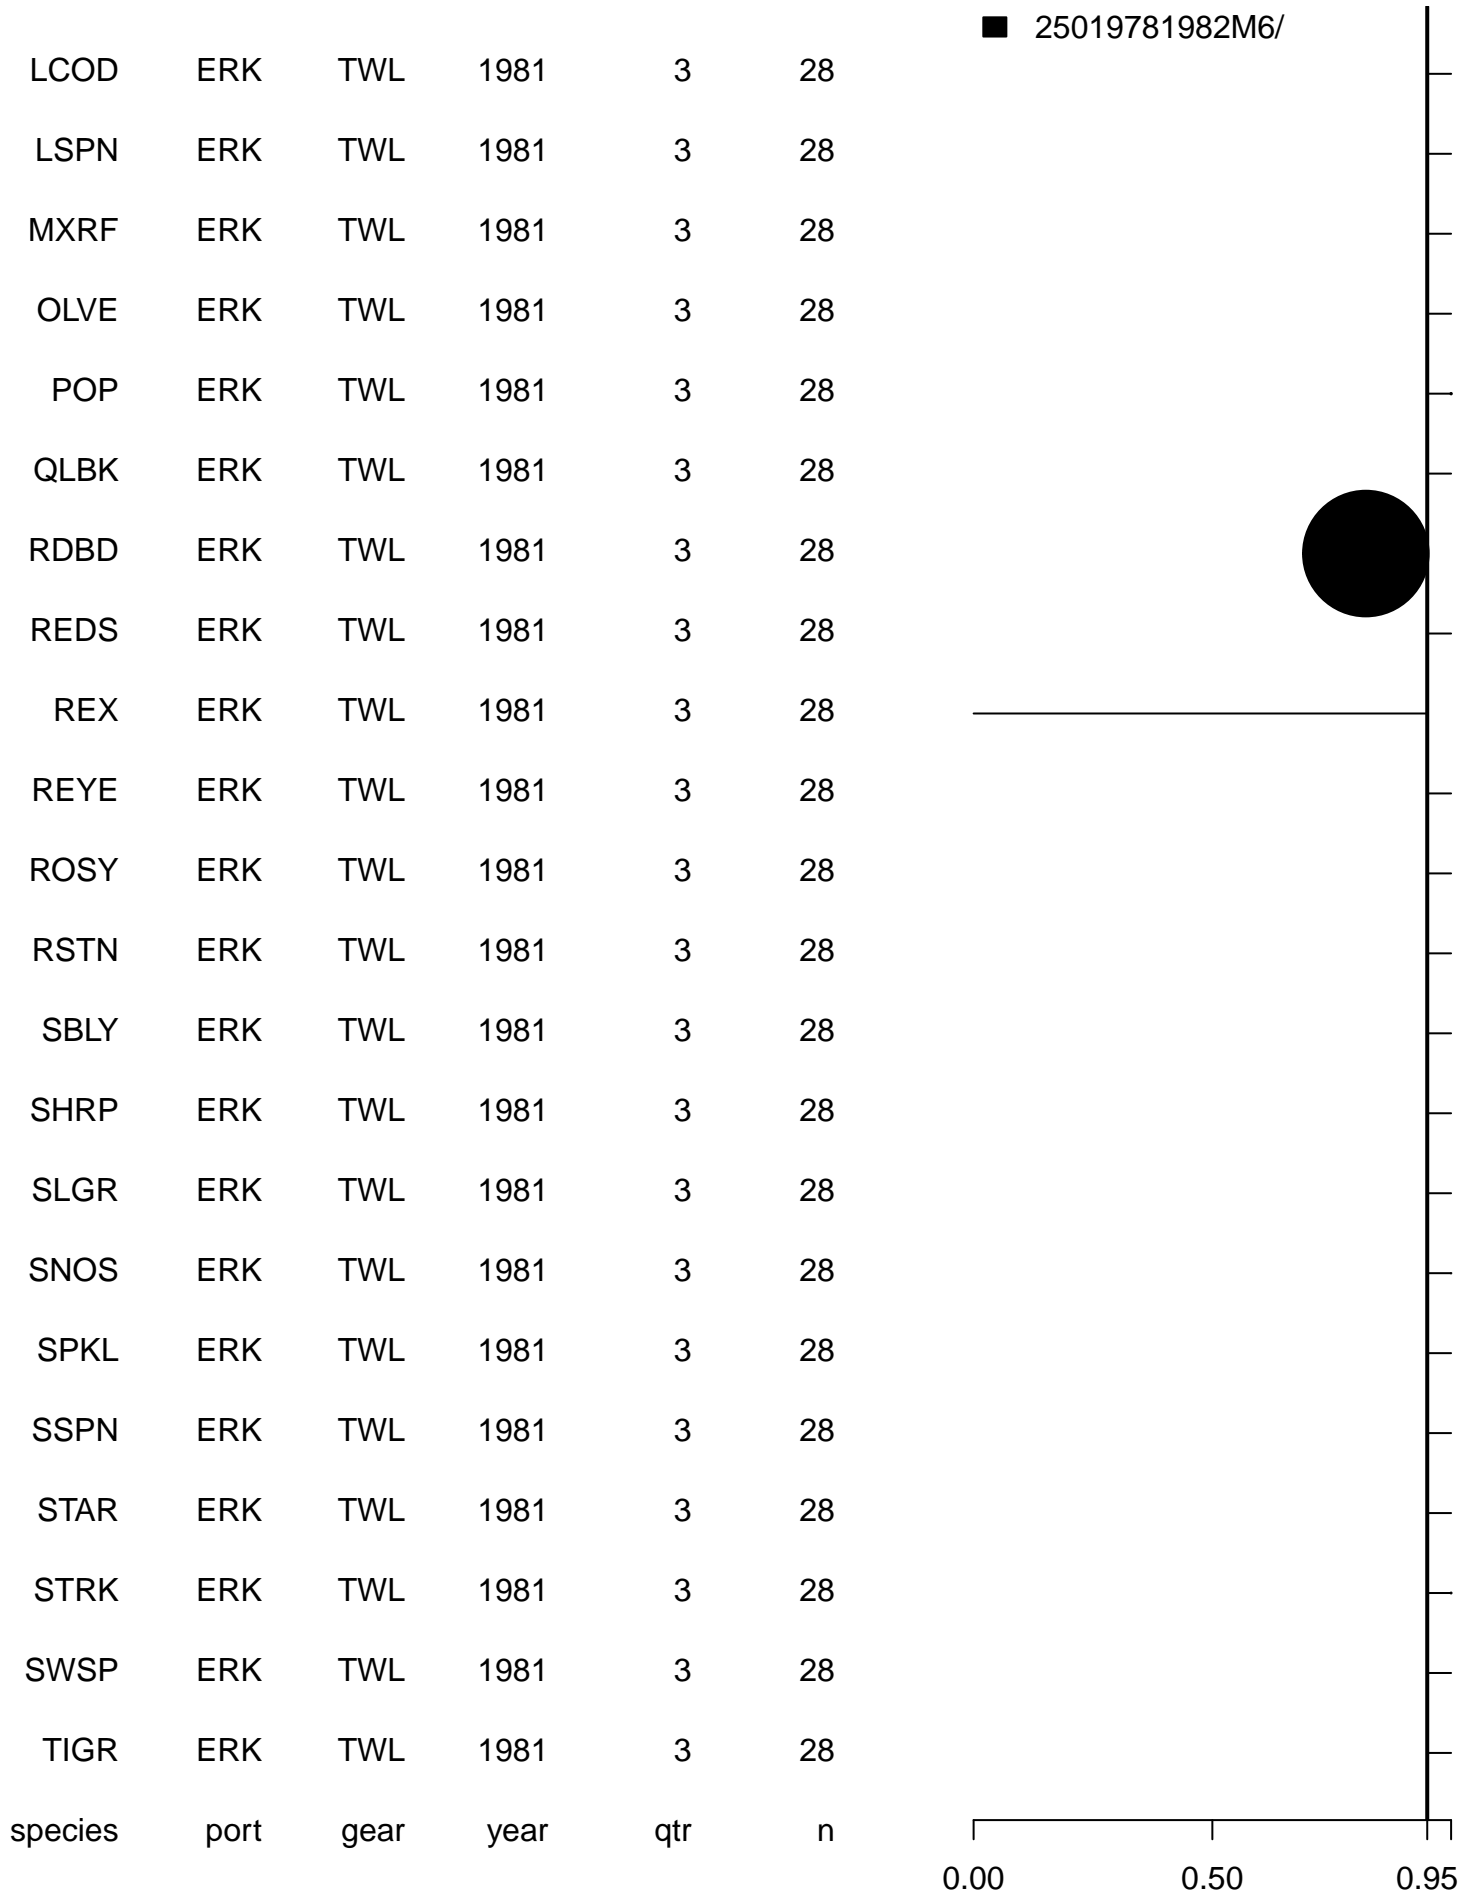 25019781982M6/
LCOD ERK TWL 1981 3 28
LSPN ERK TWL 1981 3 28
MXRF ERK TWL 1981 3 28
OLVE ERK TWL 1981 3 28
POP ERK TWL 1981 3 28
QLBK ERK TWL 1981 3 28
RDBD ERK TWL 1981 3 28
REDS ERK TWL 1981 3 28
REX ERK TWL 1981 3 28
REYE ERK TWL 1981 3 28
ROSY ERK TWL 1981 3 28
RSTN ERK TWL 1981 3 28
SBLY ERK TWL 1981 3 28
SHRP ERK TWL 1981 3 28
SLGR ERK TWL 1981 3 28
SNOS ERK TWL 1981 3 28
SPKL ERK TWL 1981 3 28
SSPN ERK TWL 1981 3 28
STAR ERK TWL 1981 3 28
STRK ERK TWL 1981 3 28
SWSP ERK TWL 1981 3 28
TIGR ERK TWL 1981 3 28
species port gear year qtr n
0.00 0.50 0.95